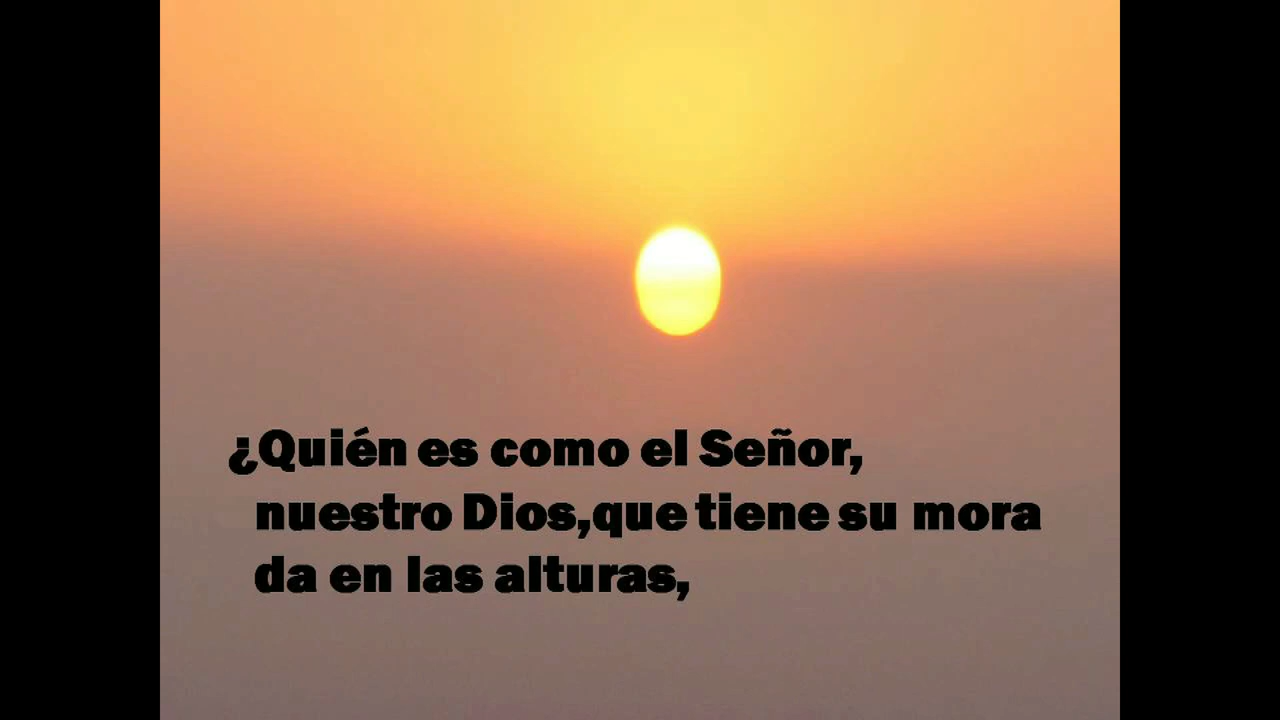 ¿Quién es como el Señor,
nuestro Dios,que tiene su mora
da en las alturas,